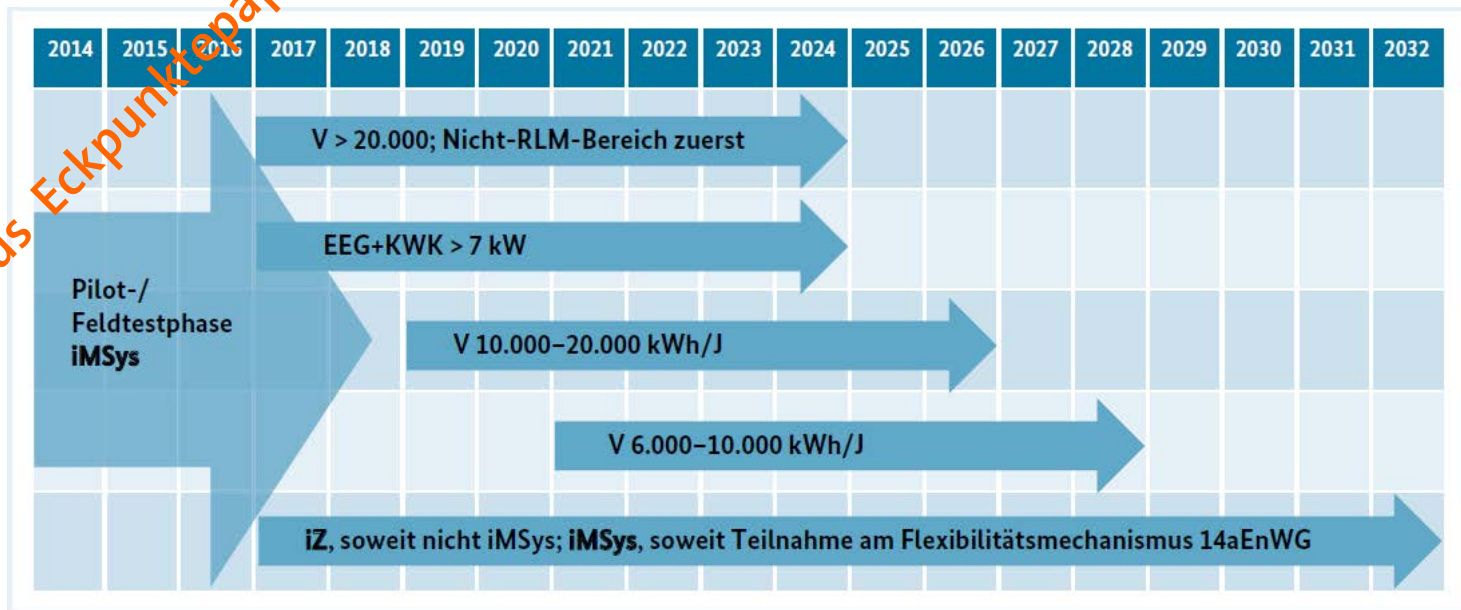 2014 2015 2016 2017 2018 2019 2020 2021 2022 2023 2024 2025 2026 2027 2028 2029 2030 2031 2032
V > 20.000; Nicht-RLM-Bereich zuerst
EEG+KWK > 7 kW
Pilot-/
Feldtestphase
iMSys
V 10.000–20.000 kWh/J
V 6.000–10.000 kWh/J
iZ, soweit nicht iMSys; iMSys, soweit Teilnahme am Flexibilitätsmechanismus 14aEnWG
Eckpunktepap